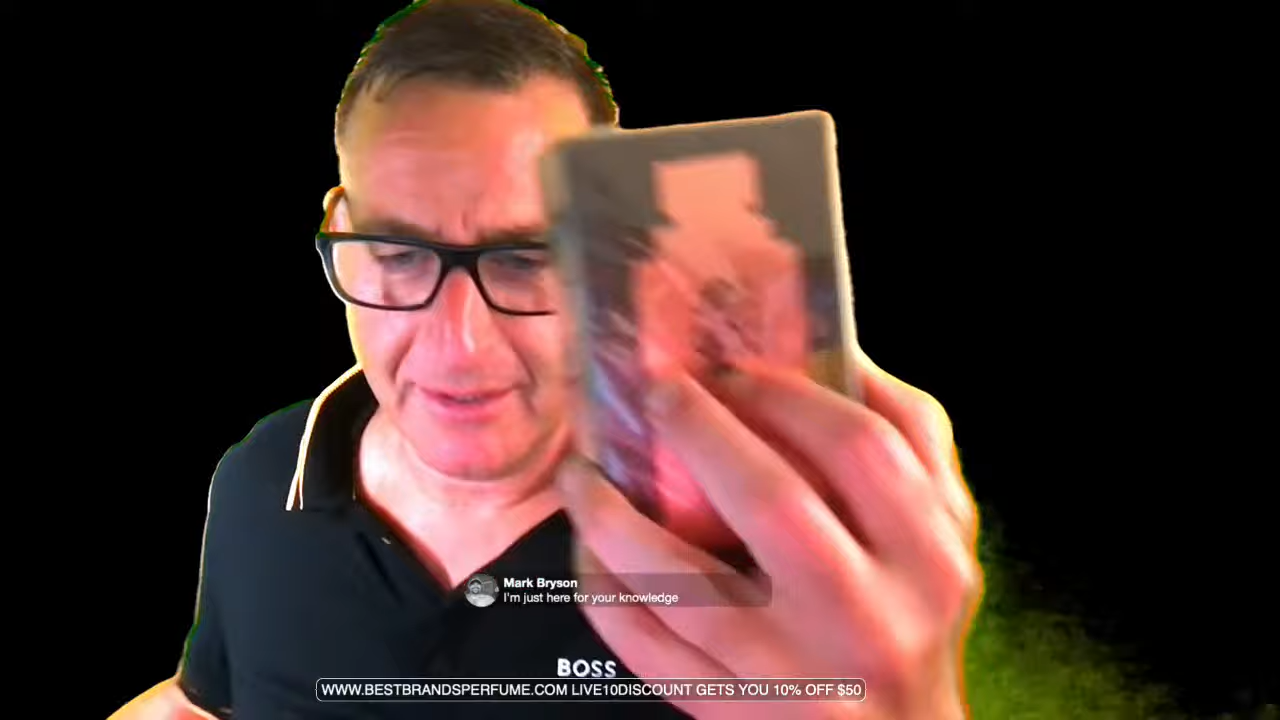 Mark Bryson
I'm just here for your knowledge
BOSS
WWW.BESTBRANDSPERFUME.COM LIVE10DISCOUNT GETS YOU 10% OFF $50